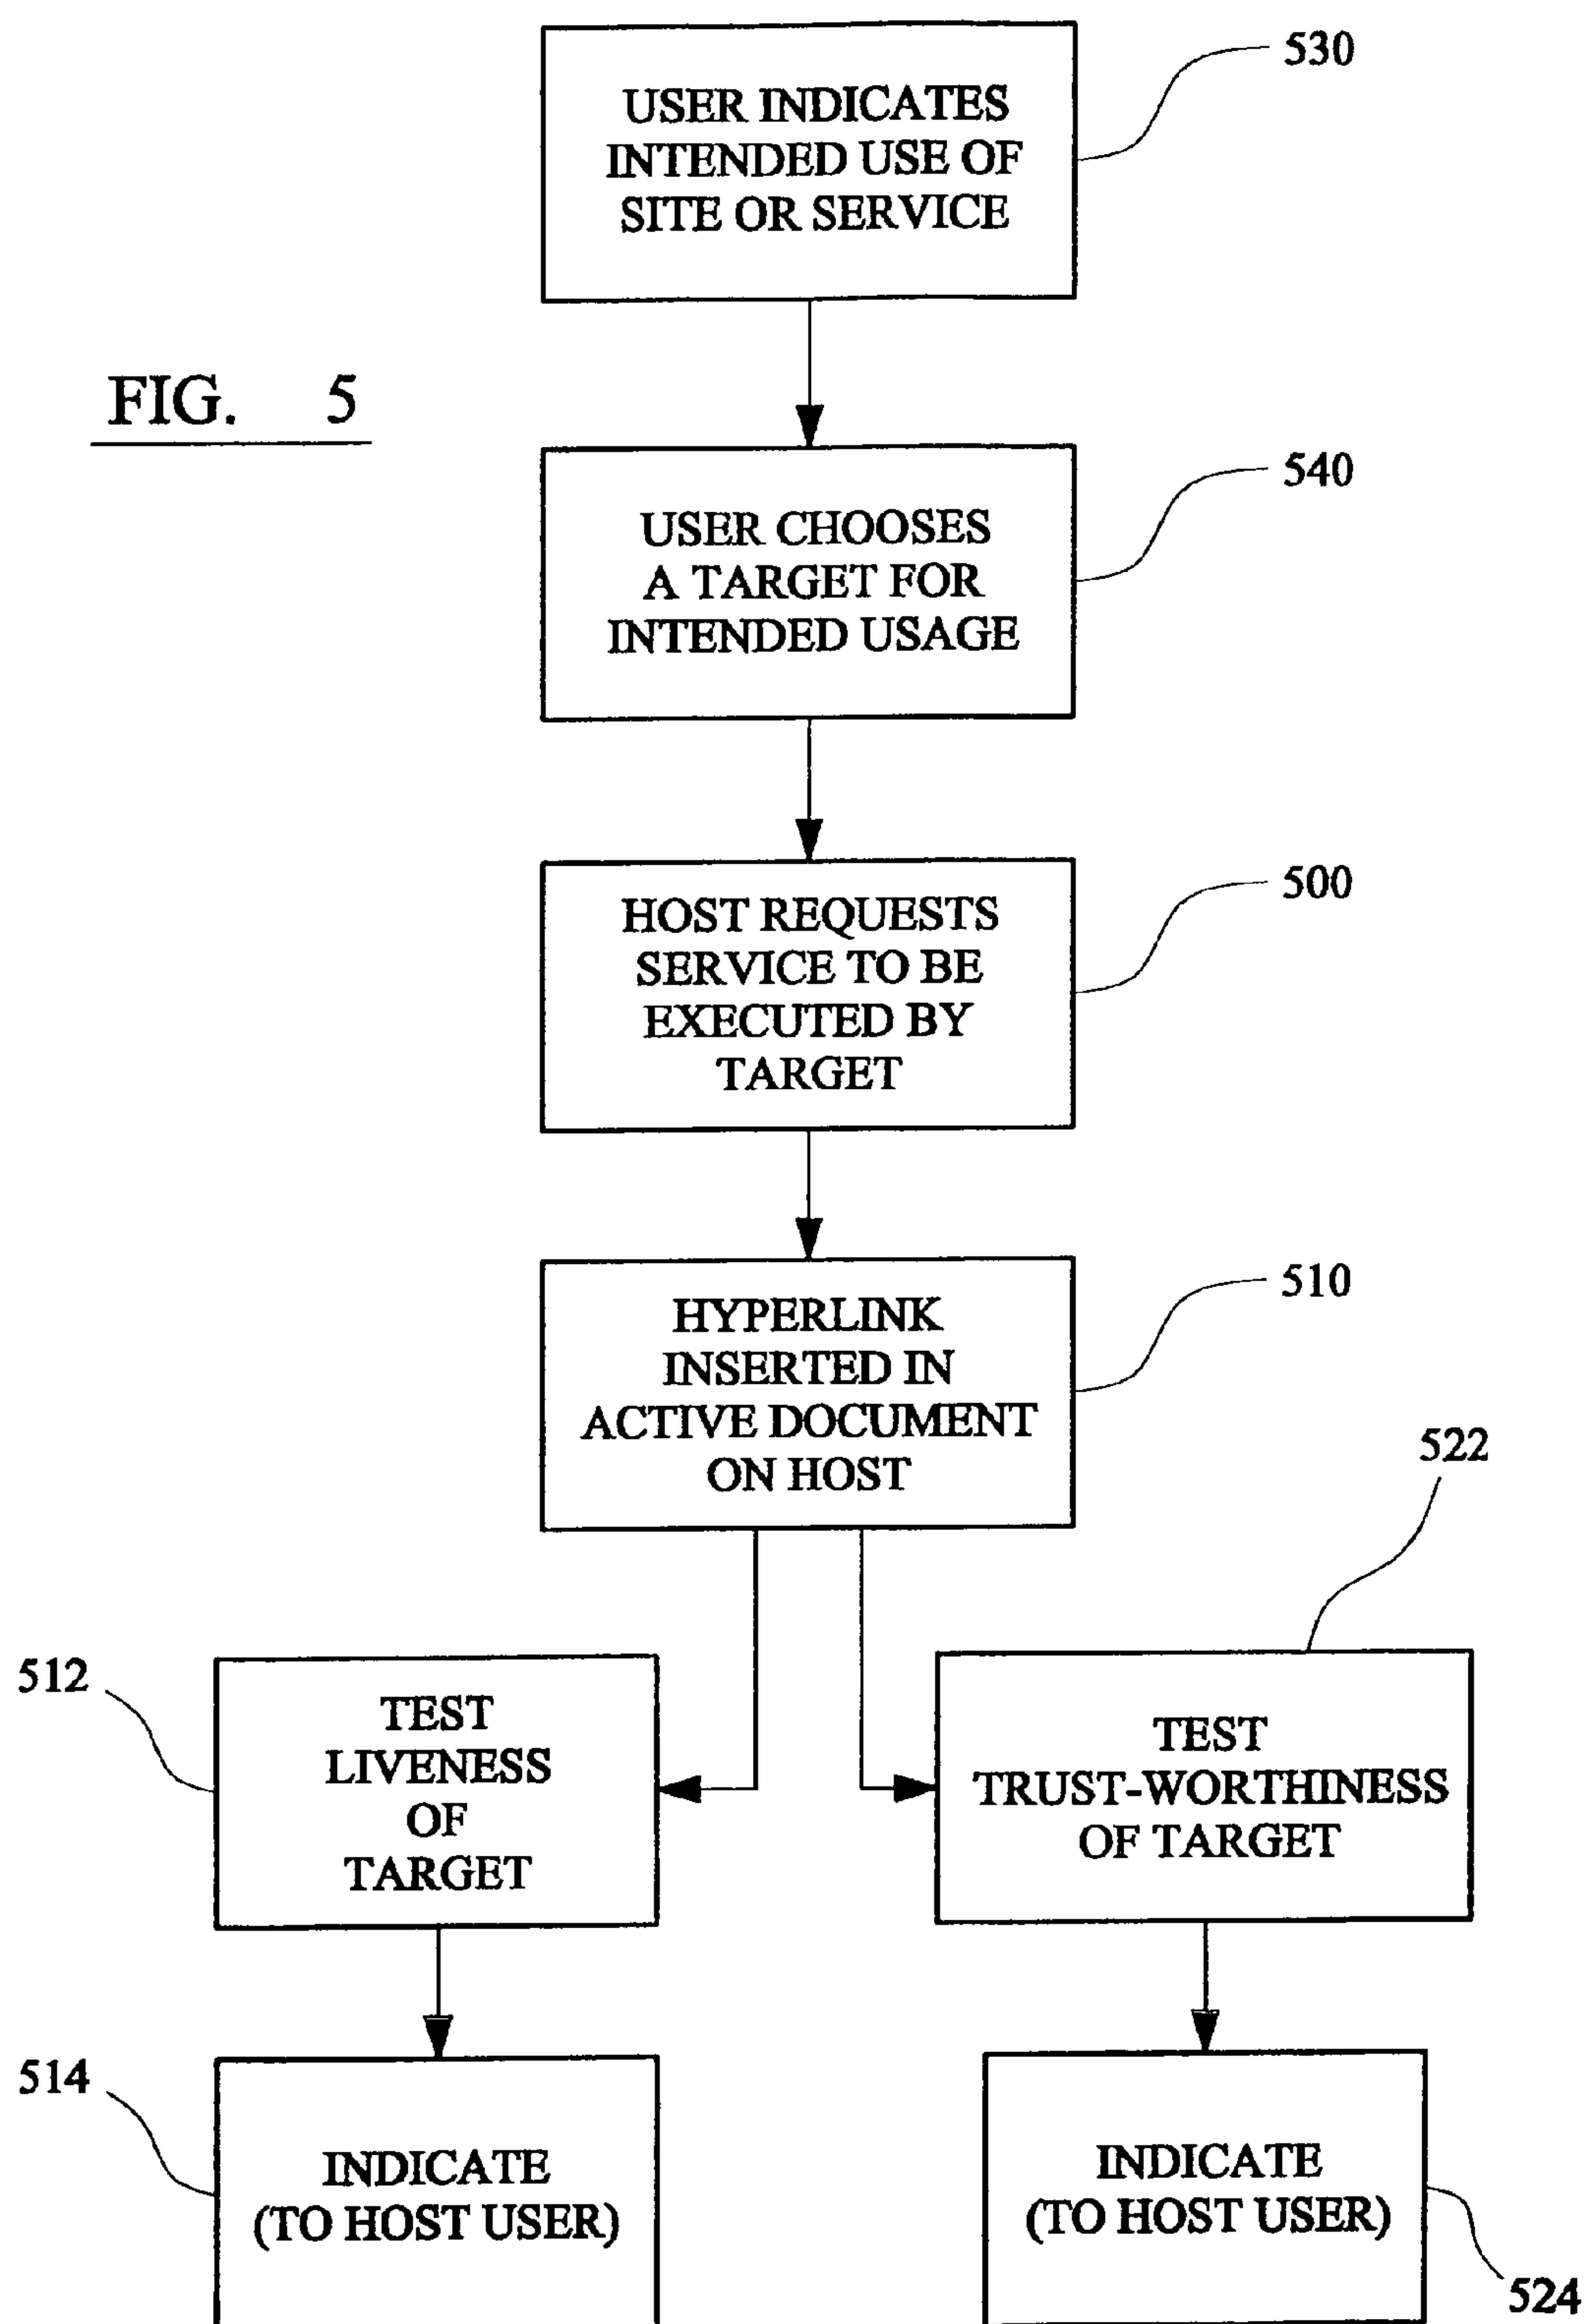 530
USER INDICATES
INTENDED USE OF
SITE OR SERVICE
FIG. 5
540
USER CHOOSES
A TARGET FOR
INTENDED USAGE
500
HOST REQUESTS
SERVICE TO BE
EXECUTED BY
TARGET
510
HYPERLINK
INSERTED IN
ACTIVE DOCUMENT
ON HOST
522
512
TEST
LIVENESS
OF
TARGET
TEST
TRUST-WORTHINESS
OF TARGET
514
INDICATE
(TO HOST USER)
INDICATE
(TO HOST USER)
524